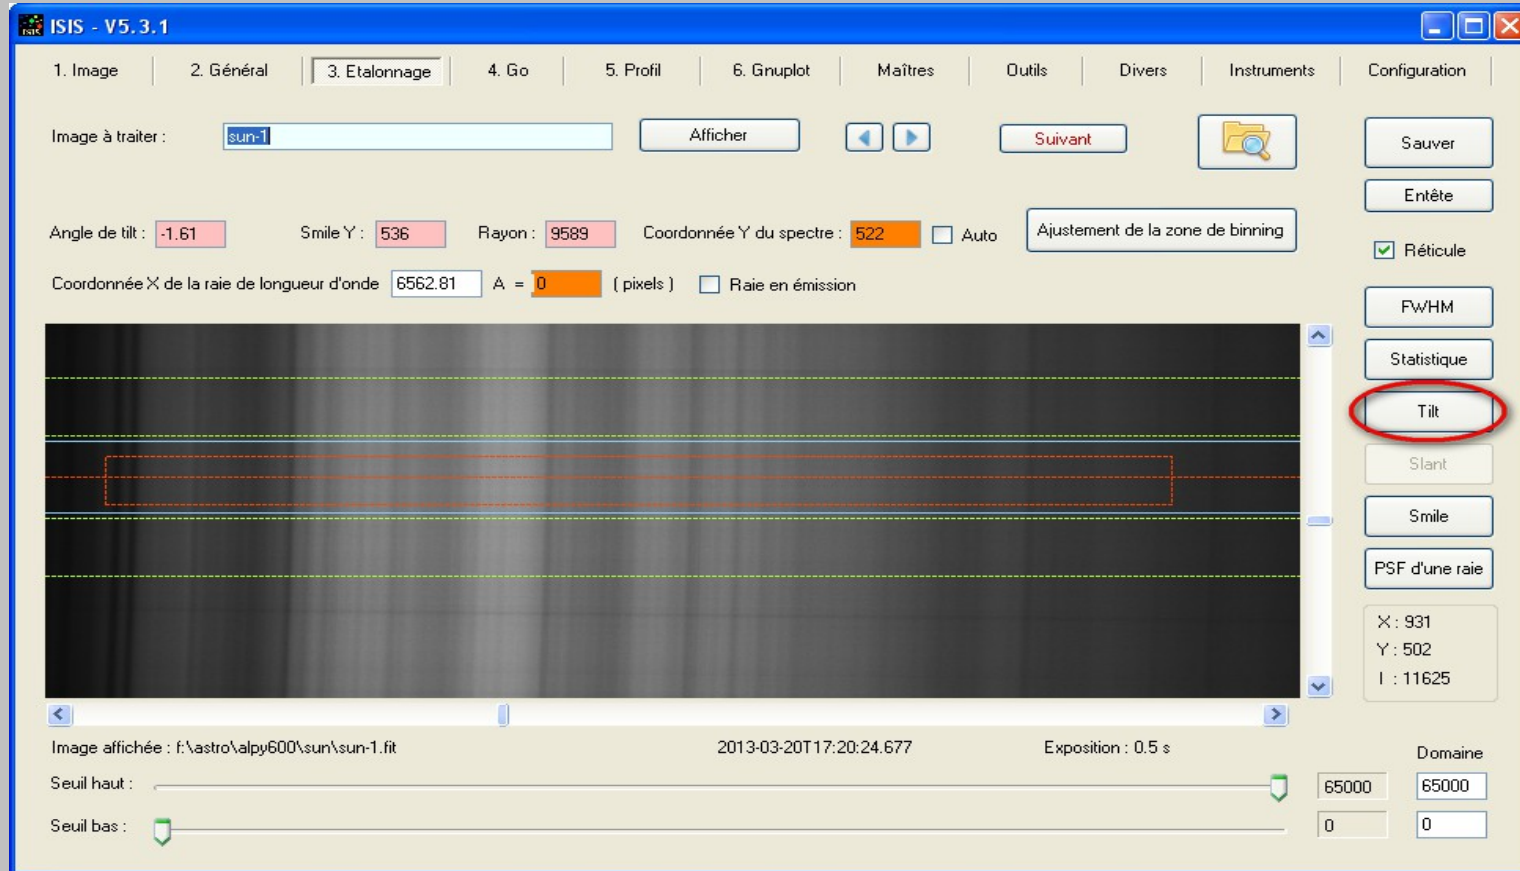 ISIS - V5.3.1
1. Image 2. Général 3. Etalonnage 4. Go 5. Profil 6. Gnuplot Maîtres Outils Divers Instruments Configuration
Image à traiter : sun-1 Afficher Suivant Sauver
Entête
Angle de tilt : -1.61 Smile Y : 536 Rayon : 9589 Coordonnée Y du spectre : 522 Auto Ajustement de la zone de binning
Réticule
Coordonnée X de la raie de longueur d'onde 6562.81 A = 0 ( pixels ) Raie en émission
FWHM
Statistique
Tilt
Slant
Smile
PSF d'une raie
X : 931
Y : 502
I : 11625
Image affichée : f:\astro\alpy600\sun\sun-1.fit 2013-03-20T17:20:24.677 Exposition : 0.5 s Domaine
Seuil haut : 65000 65000
Seuil bas : 0 0